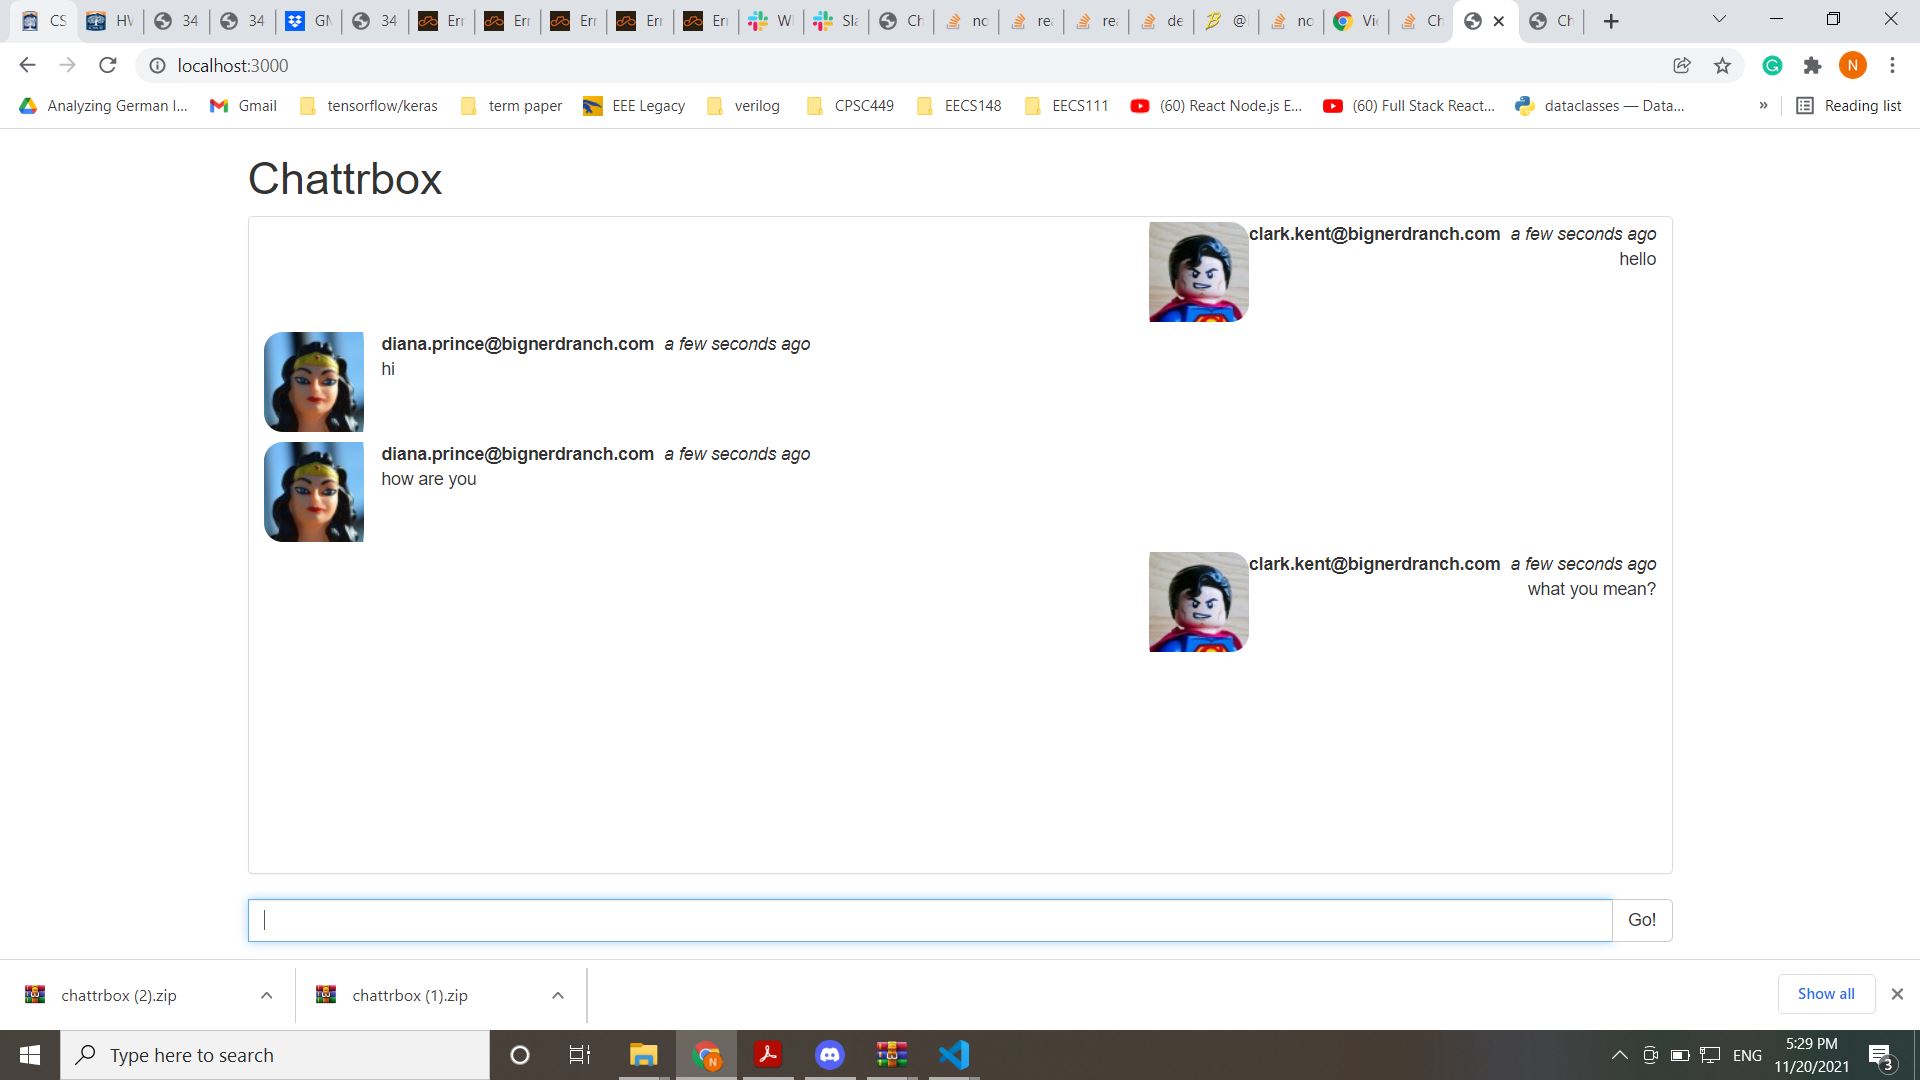 CS
HV
34
34
GN
34
Err
Err
Err
Err
Err
Sla
Ch
no
rea
rea
de
@
no
Vi
Ch
Ch
localhost:3000
N
Analyzing German I...
Gmail
tensorflow/keras
term paper
EEE Legacy
verilog
CPSC449
EECS148
EECS111
(60) React Node.js E...
(60) Full Stack React...
dataclasses — Data...
»
Reading list
Chattrbox
clark.kent@bignerdranch.com a few seconds ago
hello
diana.prince@bignerdranch.com a few seconds ago
hi
diana.prince@bignerdranch.com a few seconds ago
how are you
clark.kent@bignerdranch.com a few seconds ago
what you mean?
Go!
chattrbox (2).zip
chattrbox (1).zip
Show all
Type here to search
N
ENG
5:29 PM
11/20/2021
3